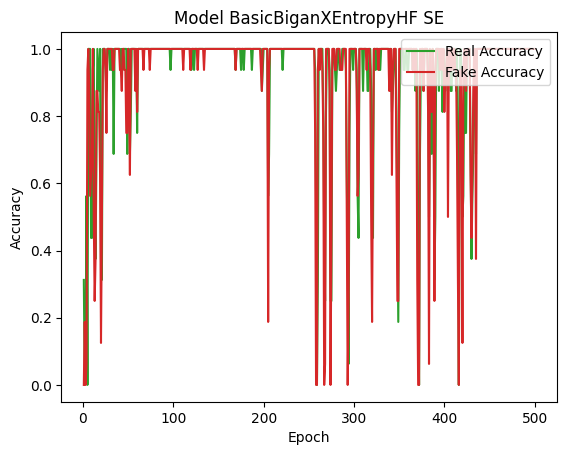 Model BasicBiganXEntropyHF SE
Real Accuracy
Fake Accuracy
Accuracy
1.0
0.8
0.6
0.4
0.2
0.0
0 100 200 300 400 500
Epoch